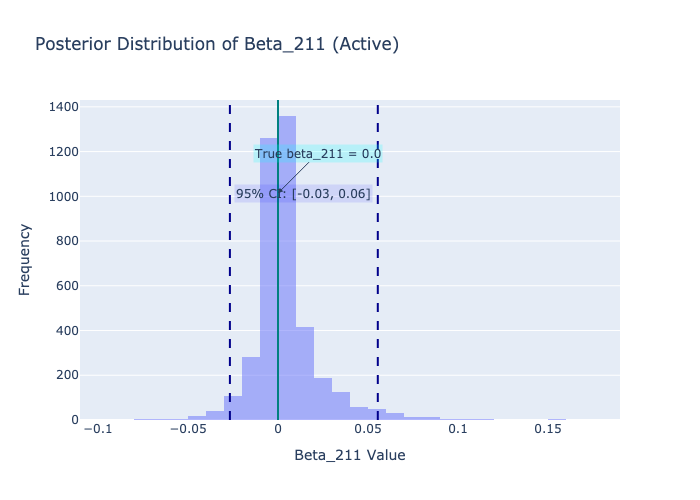 Posterior Distribution of Beta_211 (Active)
1400
1200
1000
800
600
400
200
0
Frequency
True beta_211 = 0.0
95% CI: [-0.03, 0.06]
−0.1
−0.05
0
0.05
0.1
0.15
Beta_211 Value